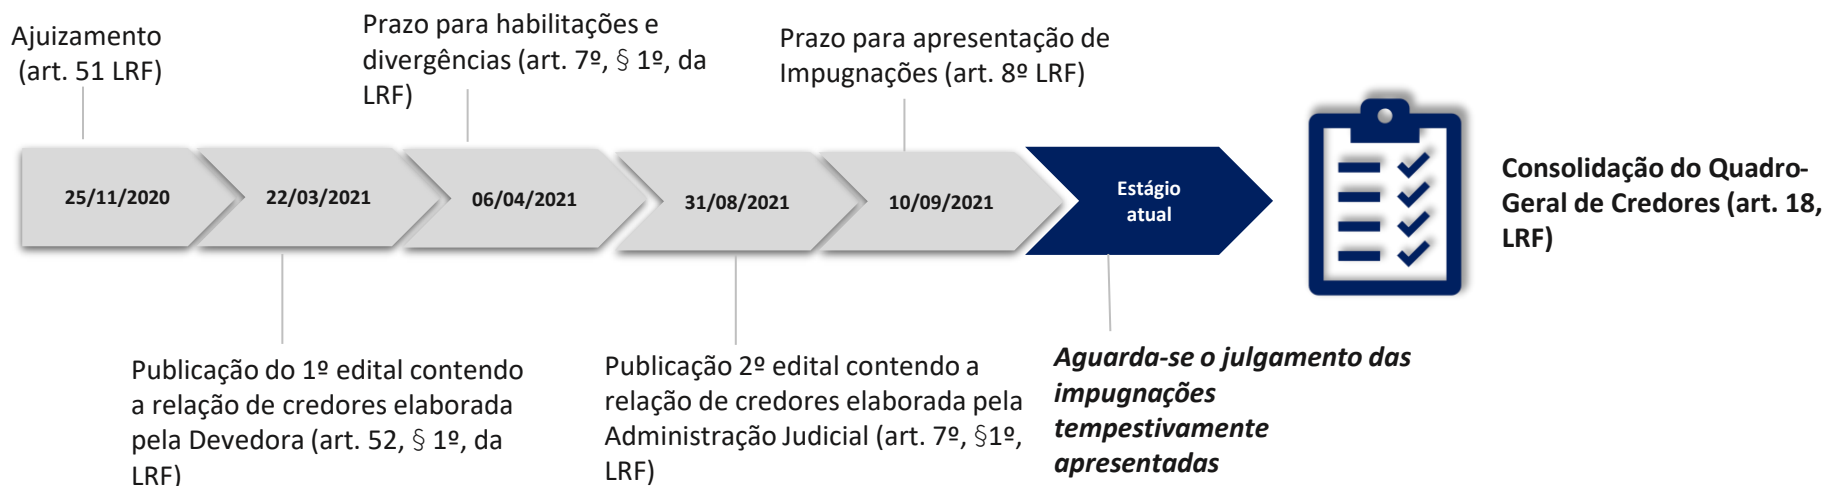 Ajuizamento
(art. 51 LRF)
Prazo para habilitações e
divergências (art. 7º, § 1º, da
LRF)
Prazo para apresentação de
Impugnações (art. 8º LRF)
25/11/2020
22/03/2021
06/04/2021
31/08/2021
10/09/2021
Estágio
atual
Consolidação do Quadro-
Geral de Credores (art. 18,
LRF)
Publicação do 1º edital contendo
a relação de credores elaborada
pela Devedora (art. 52, § 1º, da
LRF)
Publicação 2º edital contendo a
relação de credores elaborada pela
Administração Judicial (art. 7º, §1º,
LRF)
Aguarda-se o julgamento das
impugnações
tempestivamente
apresentadas